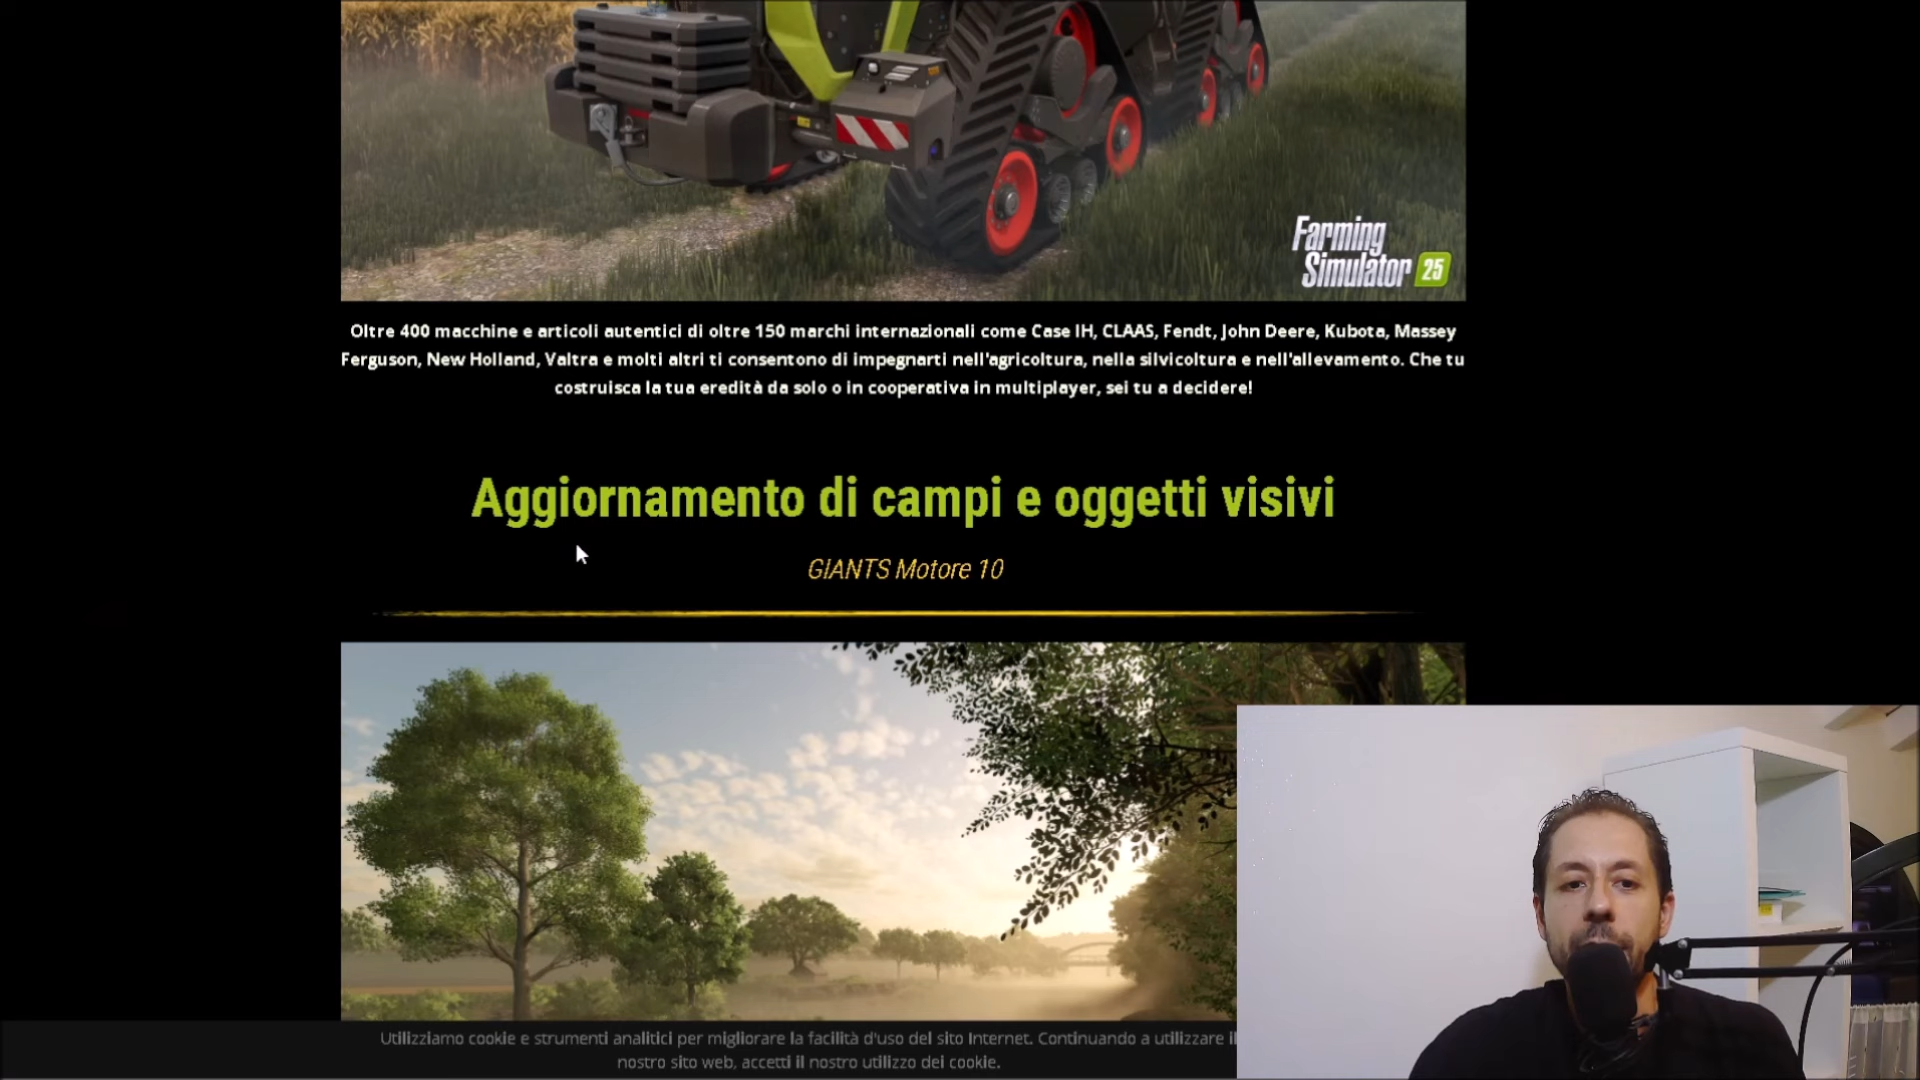 Farming
Simulator 25
Oltre 400 macchine e articoli autentici di oltre 150 marchi internazionali come Case IH, CLAAS, Fendt, John Deere, Kubota, Massey
Ferguson, New Holland, Valtra e molti altri ti consentono di impegnarti nell'agricoltura, nella silvicoltura e nell'allevamento. Che tu
costruisca la tua eredità da solo o in cooperativa in multiplayer, sei tu a decidere!
Aggiornamento di campi e oggetti visivi
GIANTS Motore 10
Utilizziamo cookie e strumenti analitici per migliorare la facilità d'uso del sito Internet. Continuando a utilizzare il
nostro sito web, accetti il nostro utilizzo dei cookie.